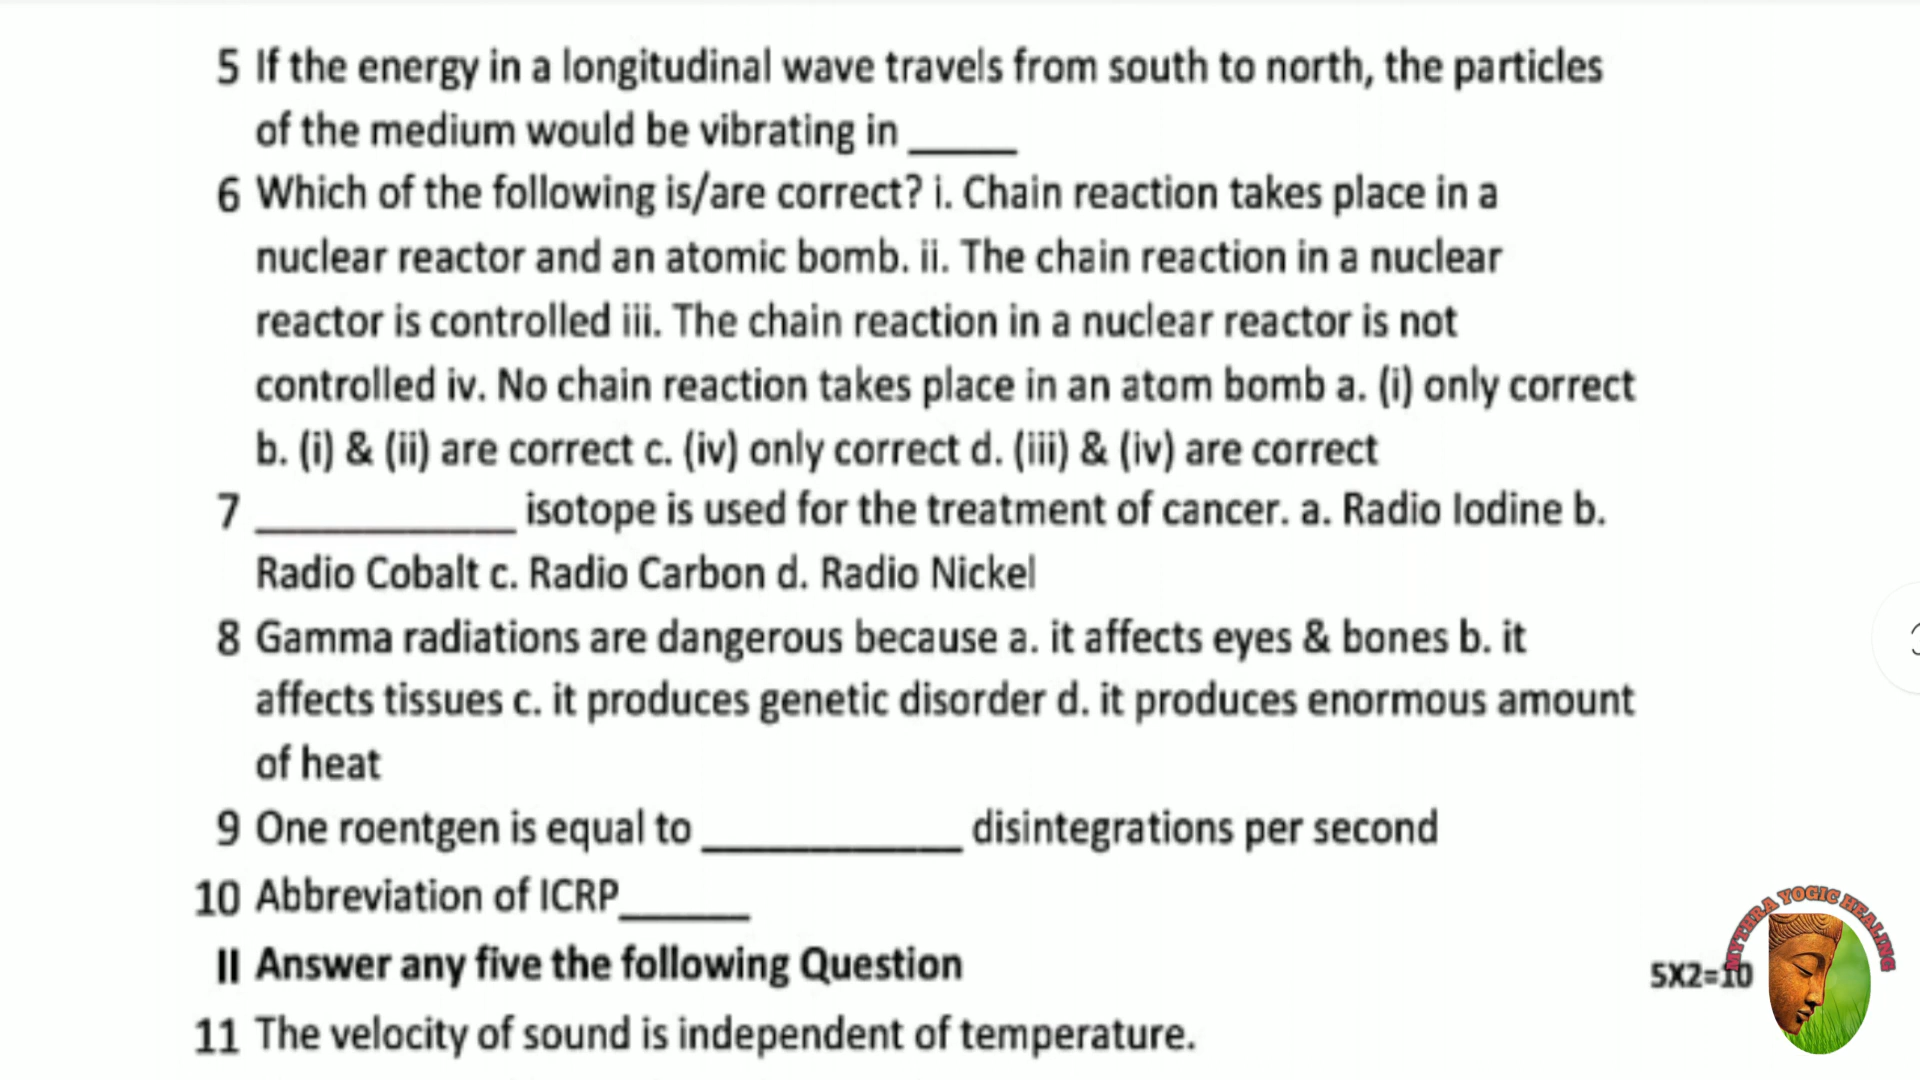 5 If the energy in a longitudinal wave travels from south to north, the particles
of the medium would be vibrating in _____
6 Which of the following is/are correct? i. Chain reaction takes place in a
nuclear reactor and an atomic bomb. ii. The chain reaction in a nuclear
reactor is controlled iii. The chain reaction in a nuclear reactor is not
controlled iv. No chain reaction takes place in an atom bomb a. (i) only correct
b. (i) & (ii) are correct c. (iv) only correct d. (iii) & (iv) are correct
7 ____________ isotope is used for the treatment of cancer. a. Radio Iodine b.
Radio Cobalt c. Radio Carbon d. Radio Nickel
8 Gamma radiations are dangerous because a. it affects eyes & bones b. it
affects tissues c. it produces genetic disorder d. it produces enormous amount
of heat
9 One roentgen is equal to ____________ disintegrations per second
10 Abbreviation of ICRP______
II Answer any five the following Question
5X2=10
MYTHRA YOGIC HEALING
11 The velocity of sound is independent of temperature.